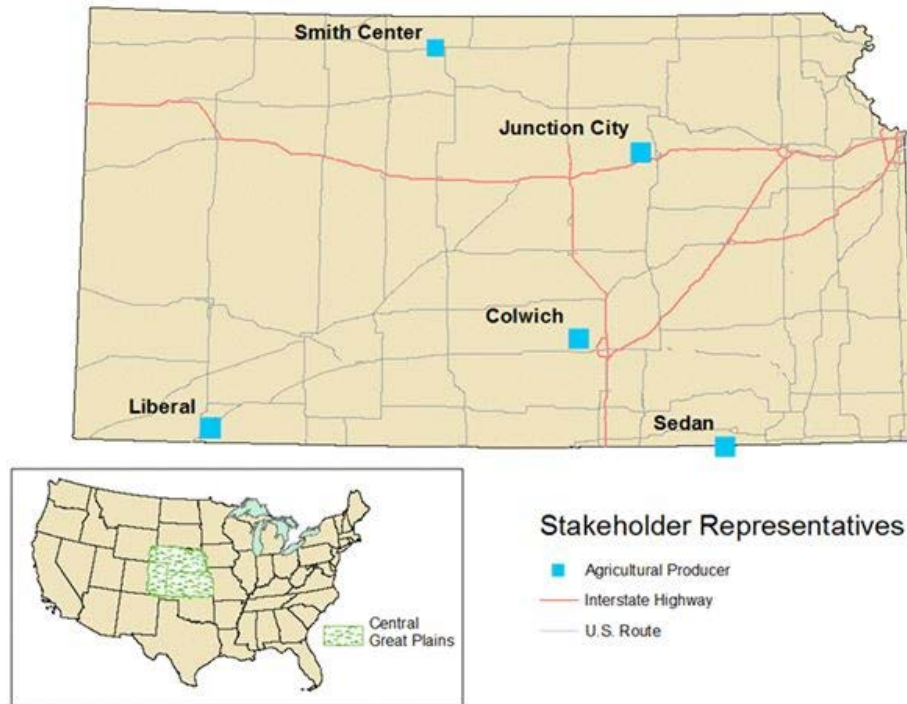 Smith Center
Junction City
Colwich
Liberal
Sedan
Central
Great Plains
Stakeholder Representatives
Agricultural Producer
Interstate Highway
U.S. Route